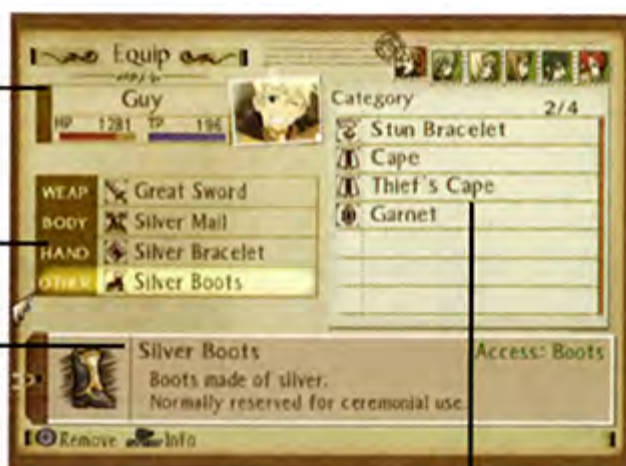 Equip
Guy
HP 1281 TP 196
WEAP Great Sword
BODY Silver Mail
HAND Silver Bracelet
OTHER Silver Boots
Category 2/4
Stun Bracelet
Cape
Thief's Cape
Garnet
Silver Boots Access: Boots
Boots made of silver.
Normally reserved for ceremonial use.
Remove Info